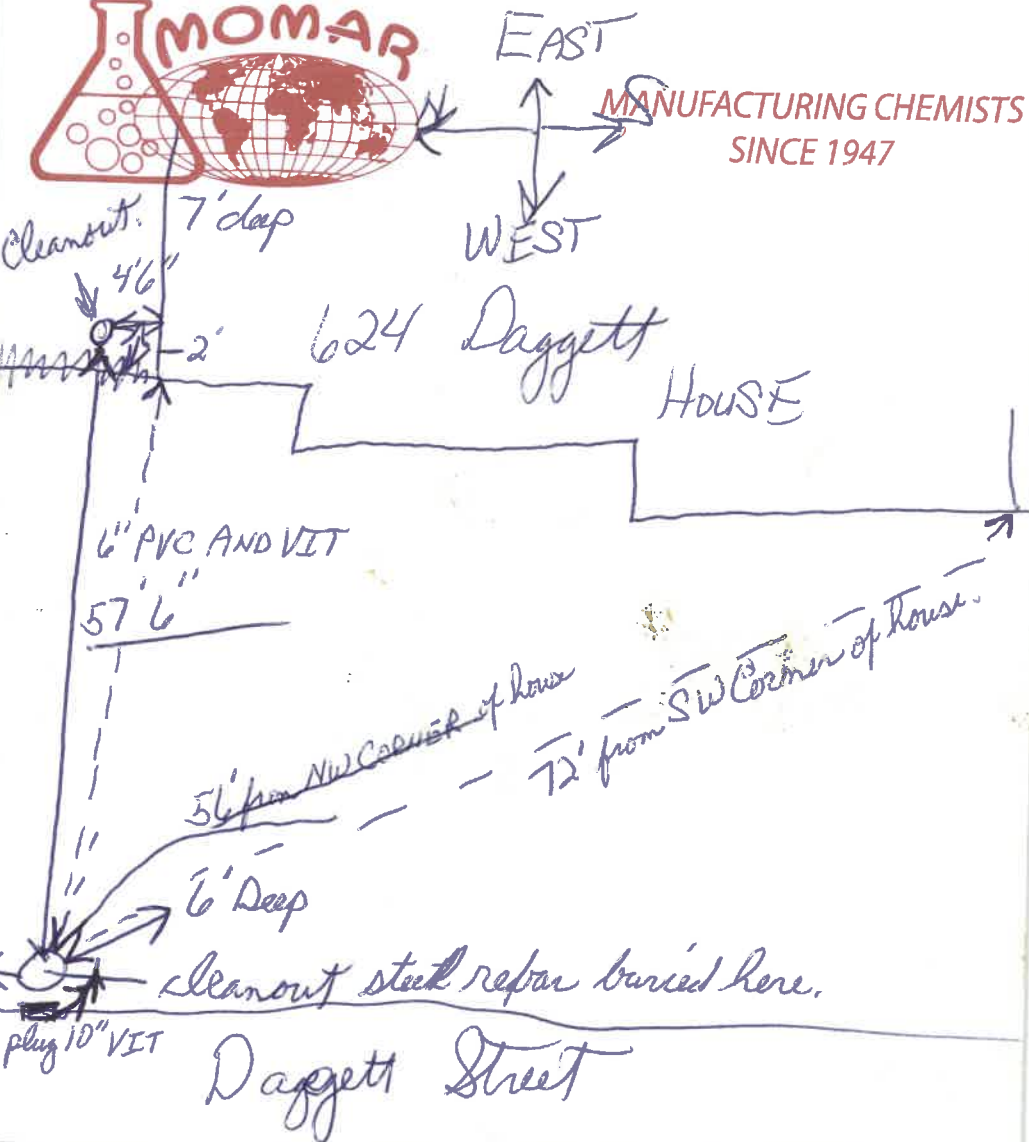 MOMAR
MANUFACTURING CHEMISTS
SINCE 1947
EAST
N
S
WEST
Cleanout.
7' deep
4'6"
2'
624 Daggett
HOUSE
6" PVC AND VIT
57'6"
56' from NW CORNER of house
72' from SW Corner of house.
6' Deep
cleanout steel rebar buried here.
plug 10" VIT
Daggett Street